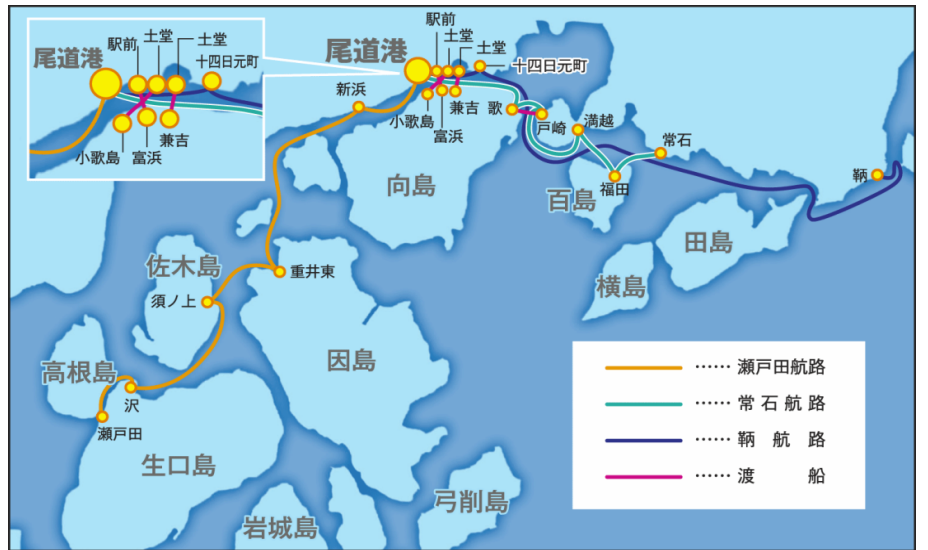 尾道港
駅前
土堂
土堂
十四日元町
小歌島
富浜
兼吉
尾道港
駅前
土堂
土堂
十四日元町
新浜
小歌島
富浜
兼吉
歌
戸崎
満越
常石
福田
鞆
向島
百島
田島
横島
佐木島
須ノ上
重井東
因島
高根島
沢
瀬戸田
生口島
岩城島
弓削島
……瀬戸田航路
……常石航路
……鞆航路
……渡船